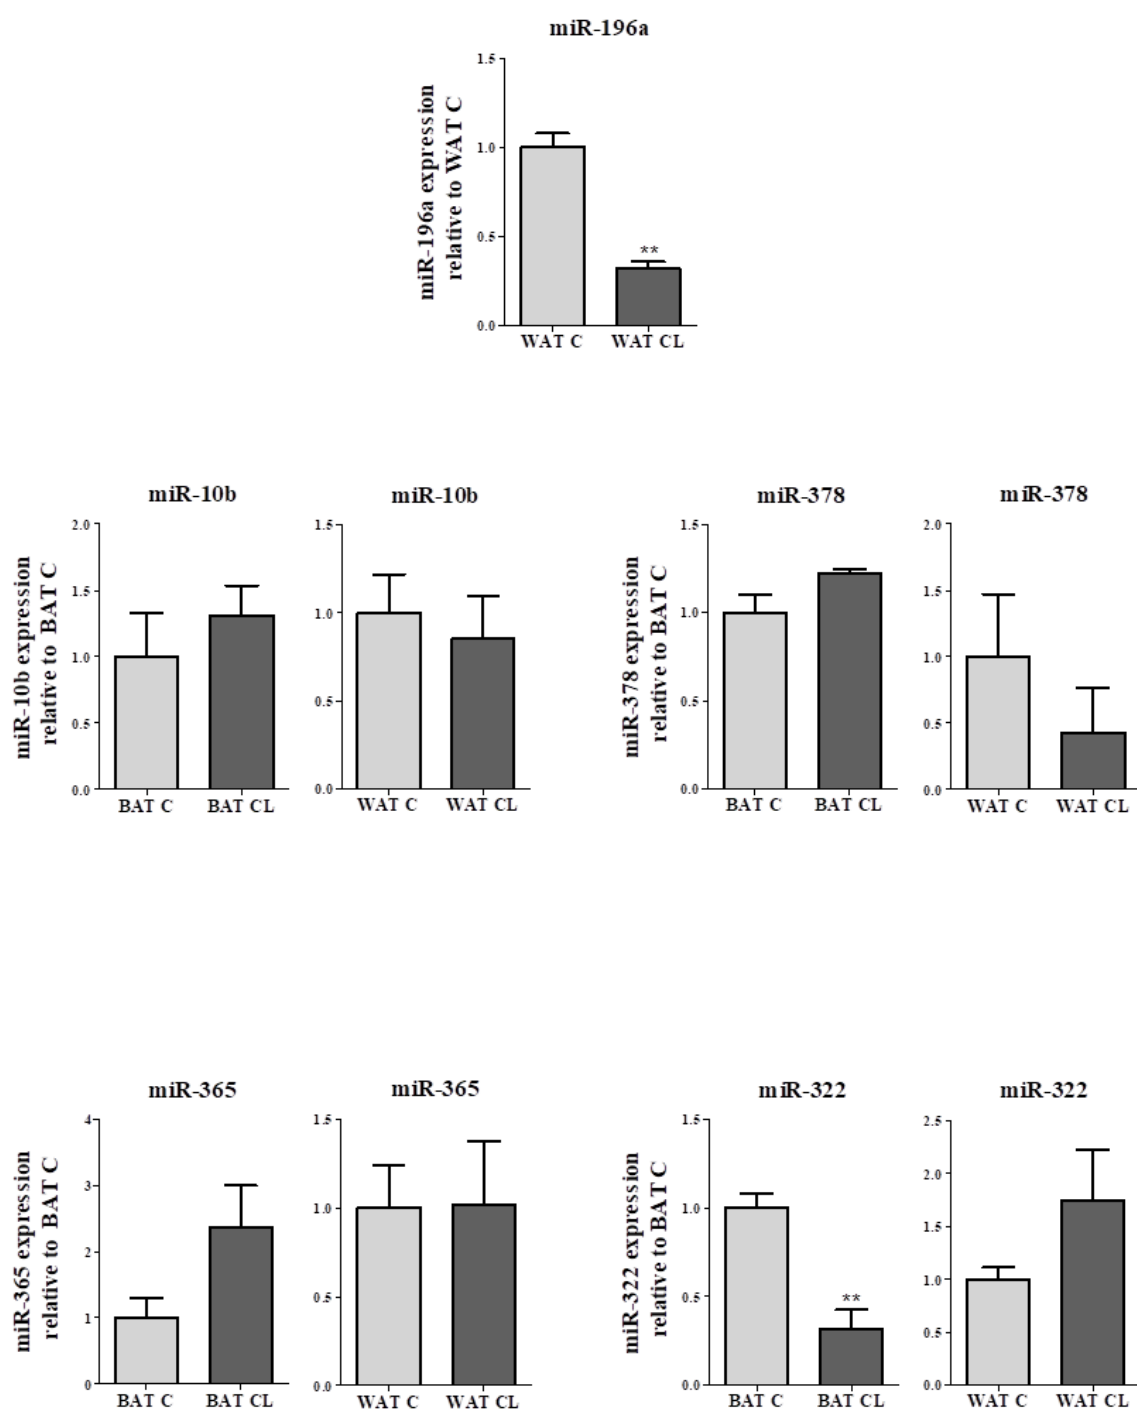 miR-196a
miR-196a expression
relative to WAT C
1.5
1.0
0.5
0.0
**
WAT C WAT CL
miR-10b
miR-10b expression
relative to BAT C
2.0
1.5
1.0
0.5
0.0
BAT C BAT CL
miR-10b
1.5
1.0
0.5
0.0
WAT C WAT CL
miR-378
miR-378 expression
relative to BAT C
1.5
1.0
0.5
0.0
BAT C BAT CL
miR-378
2.0
1.5
1.0
0.5
0.0
WAT C WAT CL
miR-365
miR-365 expression
relative to BAT C
4
3
2
1
0
BAT C BAT CL
miR-365
1.5
1.0
0.5
0.0
WAT C WAT CL
miR-322
miR-322 expression
relative to BAT C
1.5
1.0
0.5
0.0
**
BAT C BAT CL
miR-322
2.5
2.0
1.5
1.0
0.5
0.0
WAT C WAT CL